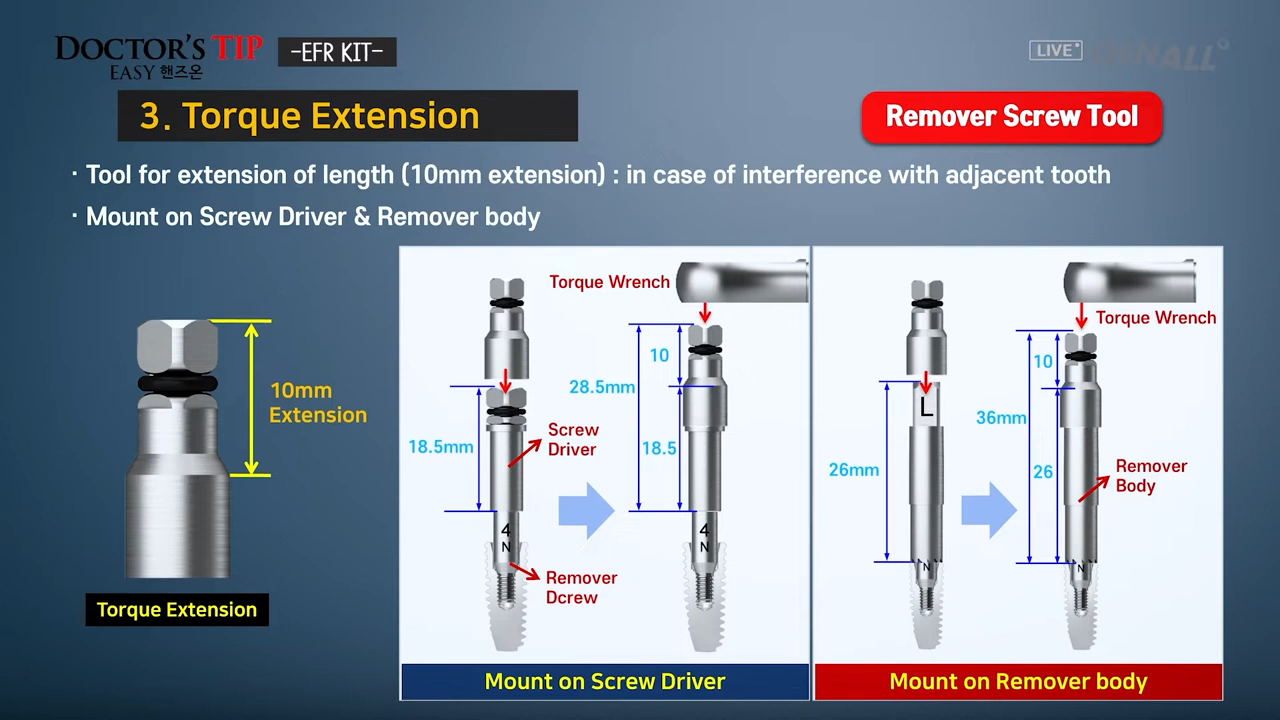 DOCTOR'S TIP
EASY 핸즈온
-EFR KIT-
LIVE
3. Torque Extension
Remover Screw Tool
· Tool for extension of length (10mm extension) : in case of interference with adjacent tooth
· Mount on Screw Driver & Remover body
10mm
Extension
Torque Extension
Torque Wrench
10
28.5mm
18.5mm
18.5
Screw
Driver
4
N
4
N
Remover
Dcrew
Mount on Screw Driver
Torque Wrench
10
L
36mm
26mm
26
Remover
Body
N
N
Mount on Remover body